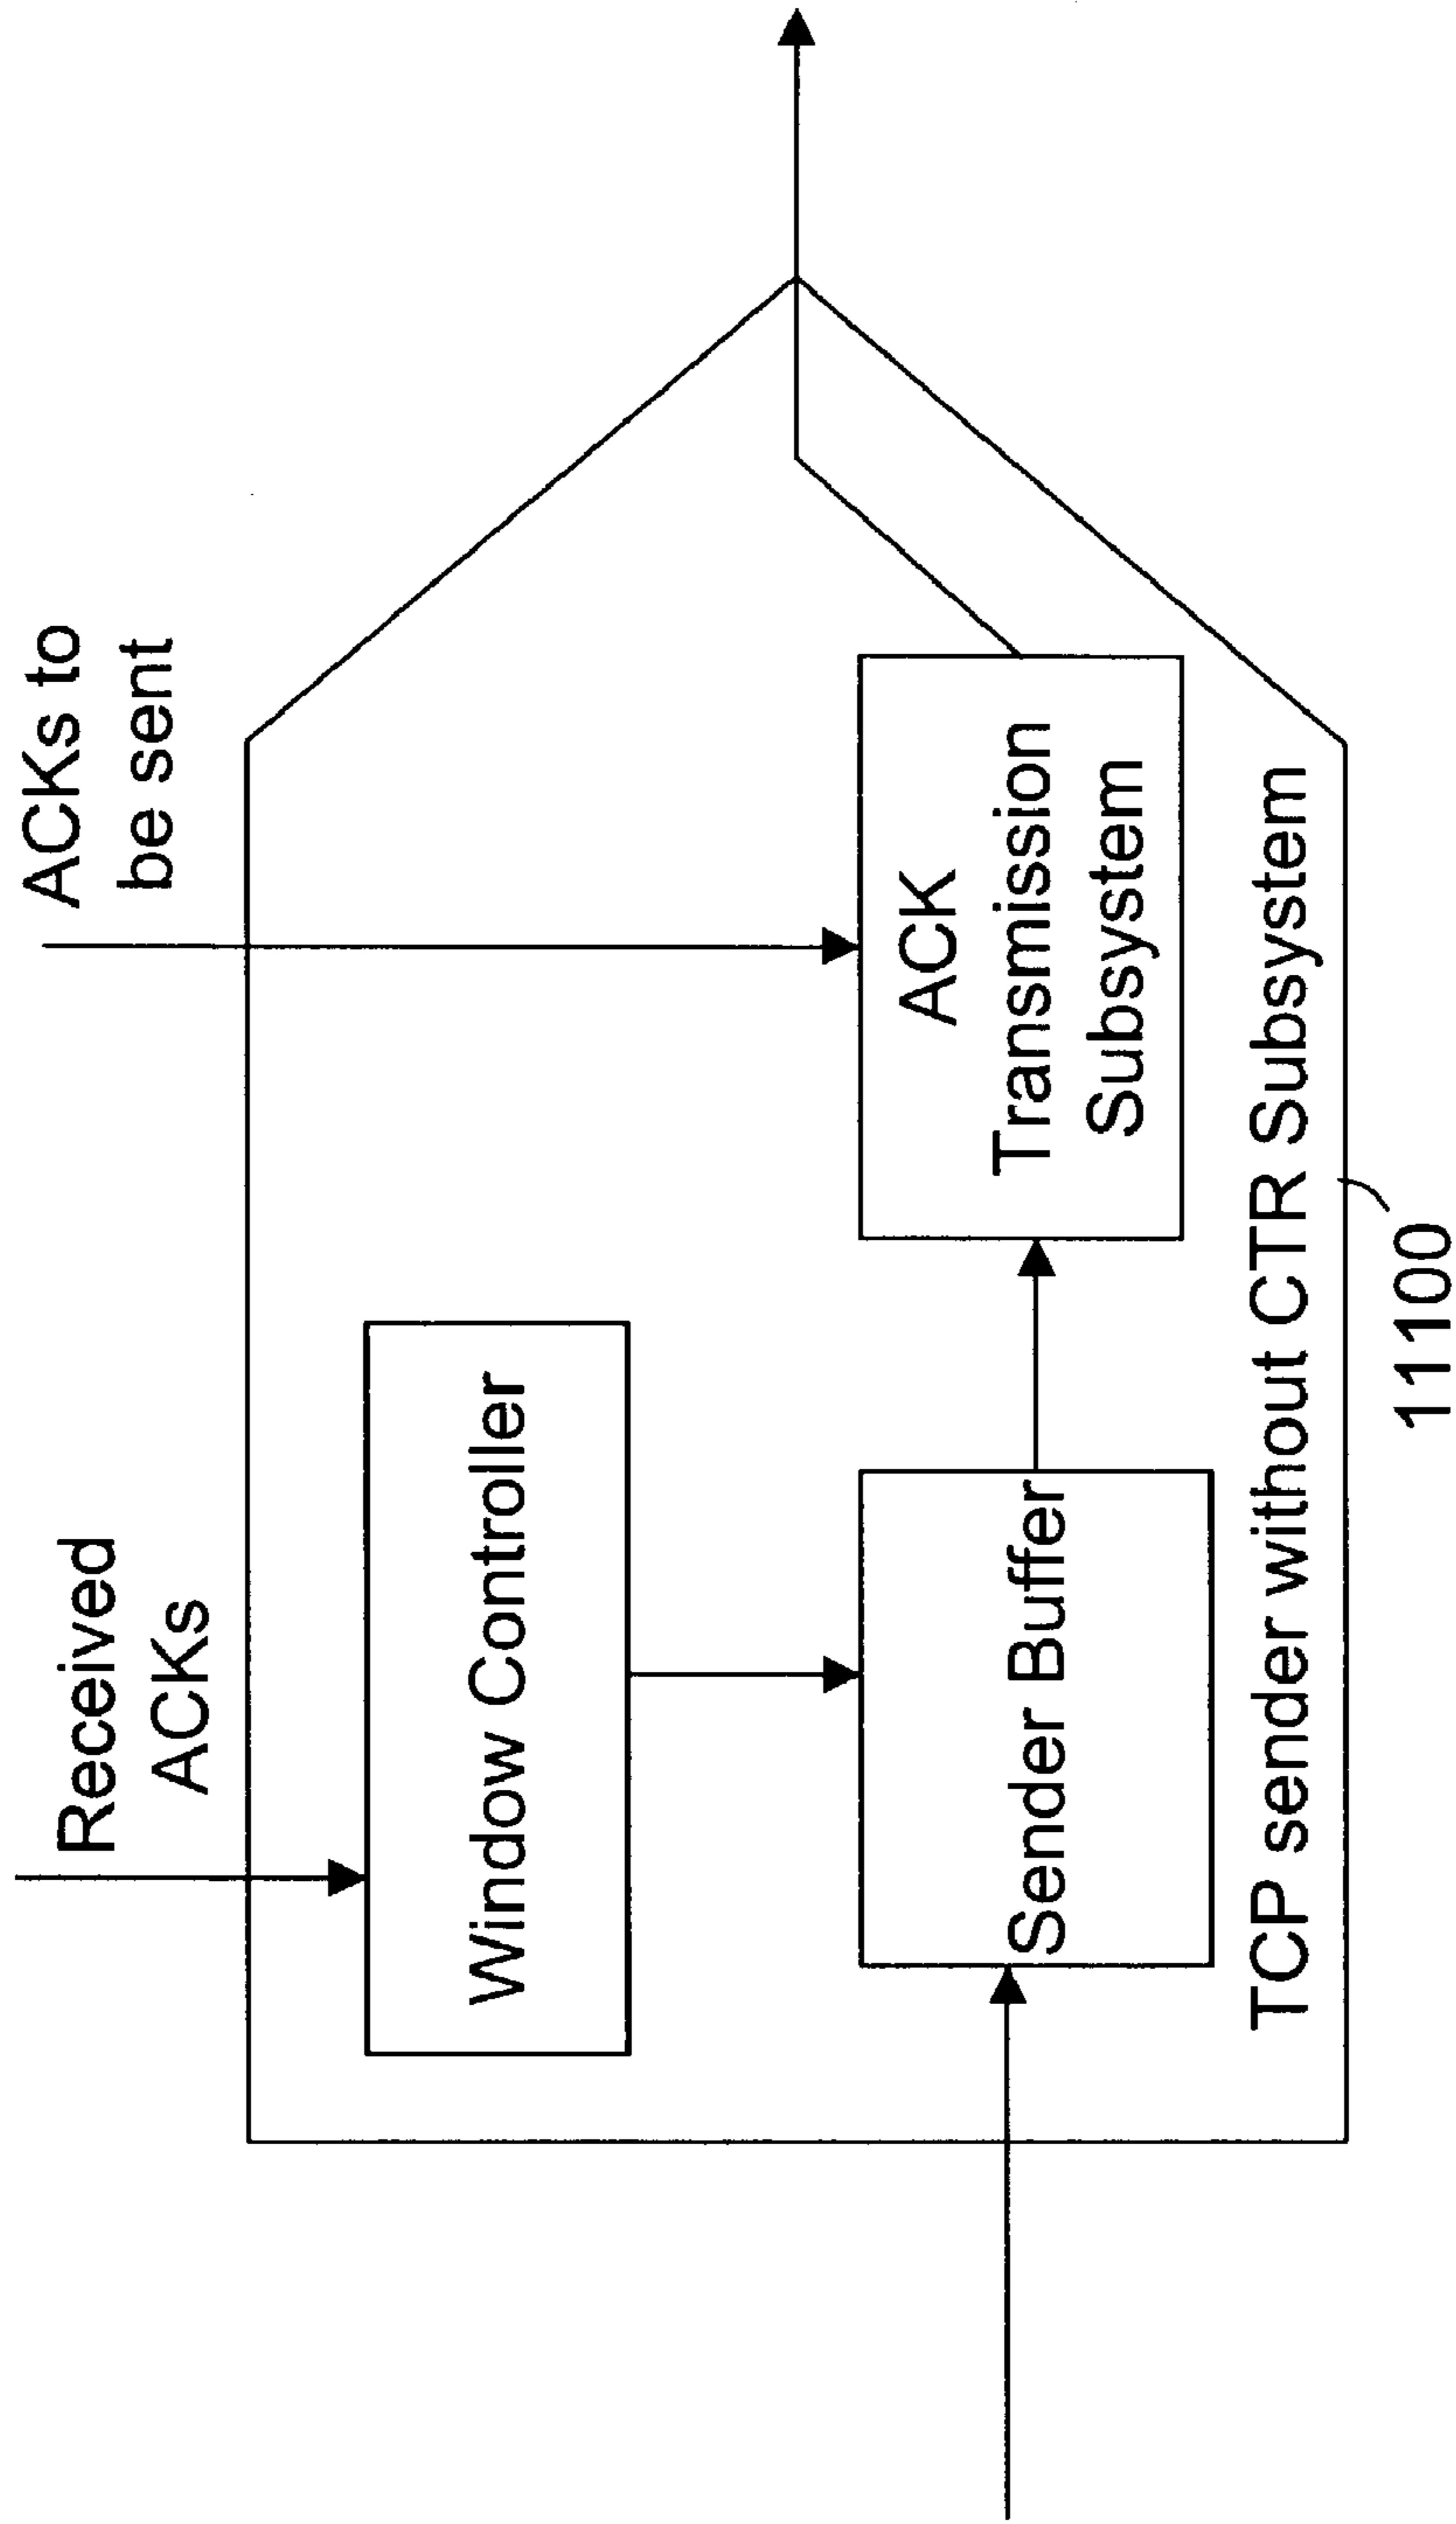 Received
ACKs
ACKs to
be sent
Window Controller
Sender Buffer
ACK
Transmission
Subsystem
TCP sender without CTR Subsystem
11100